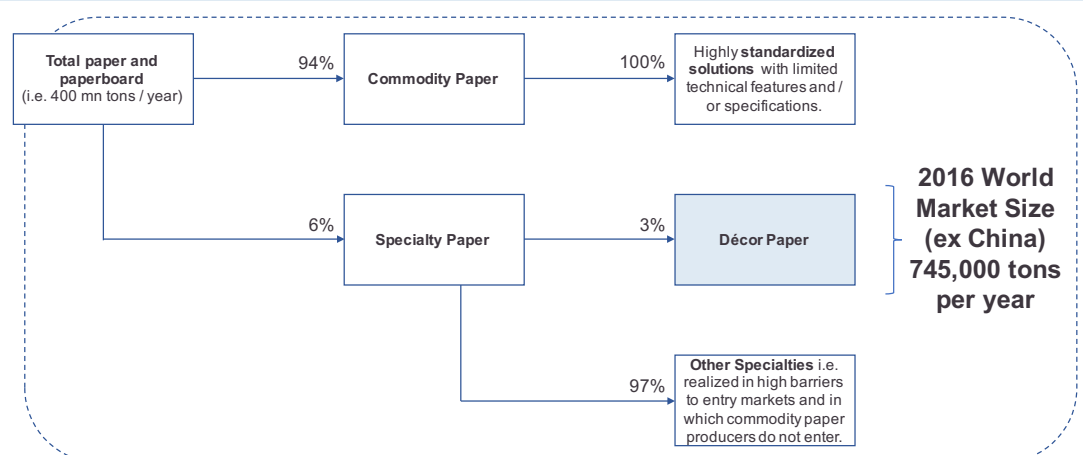 Total paper and
paperboard
(i.e. 400 mn tons / year)
94%
Commodity Paper
100%
Highly standardized
solutions with limited
technical features and /
or specifications.
6%
Specialty Paper
3%
Décor Paper
2016 World
Market Size
(ex China)
745,000 tons
per year
97%
Other Specialties i.e.
realized in high barriers
to entry markets and in
which commodity paper
producers do not enter.